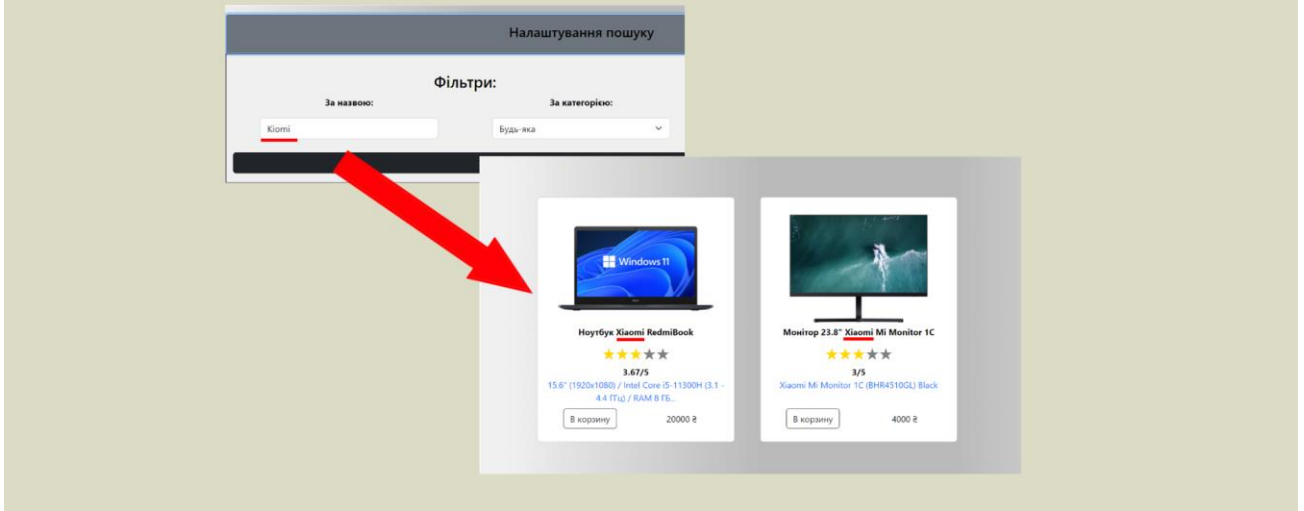 Налаштування пошуку
Фільтри:
За назвою:
За категорією:
Kiomi
Будь-яка
Windows 11
Ноутбук Xiaomi RedmiBook
3.67/5
15.6" (1920x1080) / Intel Core i5-11300H (3.1 -
4.4 ГГц) / RAM 8 ГБ...
В корзину
20000 ₴
Монітор 23.8" Xiaomi Mi Monitor 1C
3/5
Xiaomi Mi Monitor 1C (BHR4510GL) Black
В корзину
4000 ₴